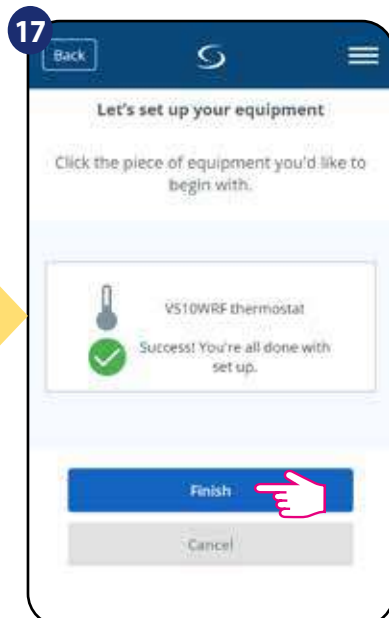 17
Back
Let's set up your equipment
Click the piece of equipment you'd like to
begin with.
VS10WRF thermostat
Success! You're all done with
set up.
Finish
Cancel